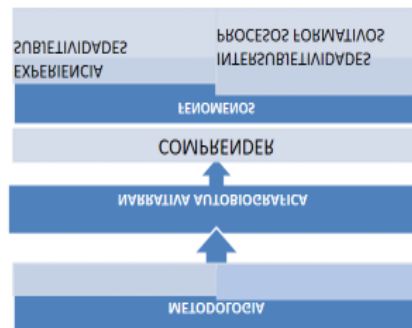 METODOLOGIA
NARRATIVA AUTOBIOGRAFICA
COMPRENDER
FENOMENOS
EXPERIENCIA
SUBJETIVIDADES
INTERSUBJETIVIDADES
PROCESOS FORMATIVOS